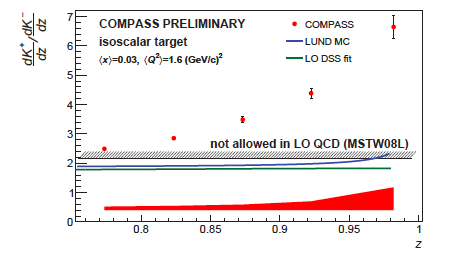 7
6
5
4
3
2
1
0
dK⁺/dz / dK⁻/dz
COMPASS PRELIMINARY
isoscalar target
⟨x⟩=0.03, ⟨Q²⟩=1.6 (GeV/c)²
COMPASS
LUND MC
LO DSS fit
not allowed in LO QCD (MSTW08L)
0.8 0.85 0.9 0.95 1
z